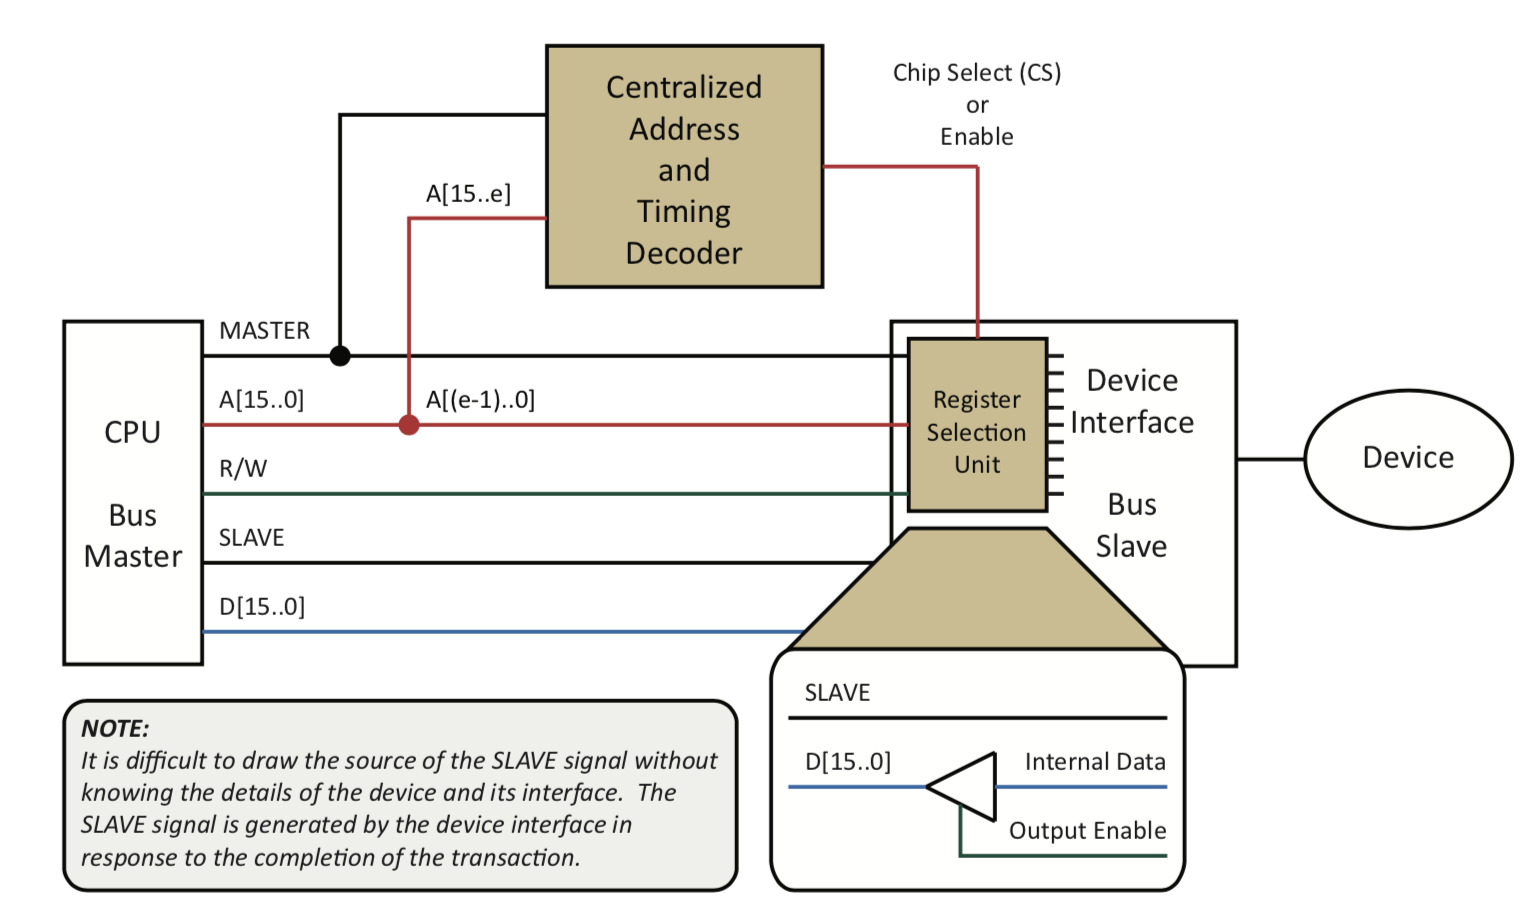 Centralized
Address
and
Timing
Decoder
Chip Select (CS)
or
Enable
A[15..e]
MASTER
A[15..0]
A[(e-1)..0]
R/W
SLAVE
D[15..0]
CPU
Bus
Master
Register
Selection
Unit
Device
Interface
Bus
Slave
Device
NOTE:
It is difficult to draw the source of the SLAVE signal without
knowing the details of the device and its interface. The
SLAVE signal is generated by the device interface in
response to the completion of the transaction.
SLAVE
D[15..0]
Internal Data
Output Enable